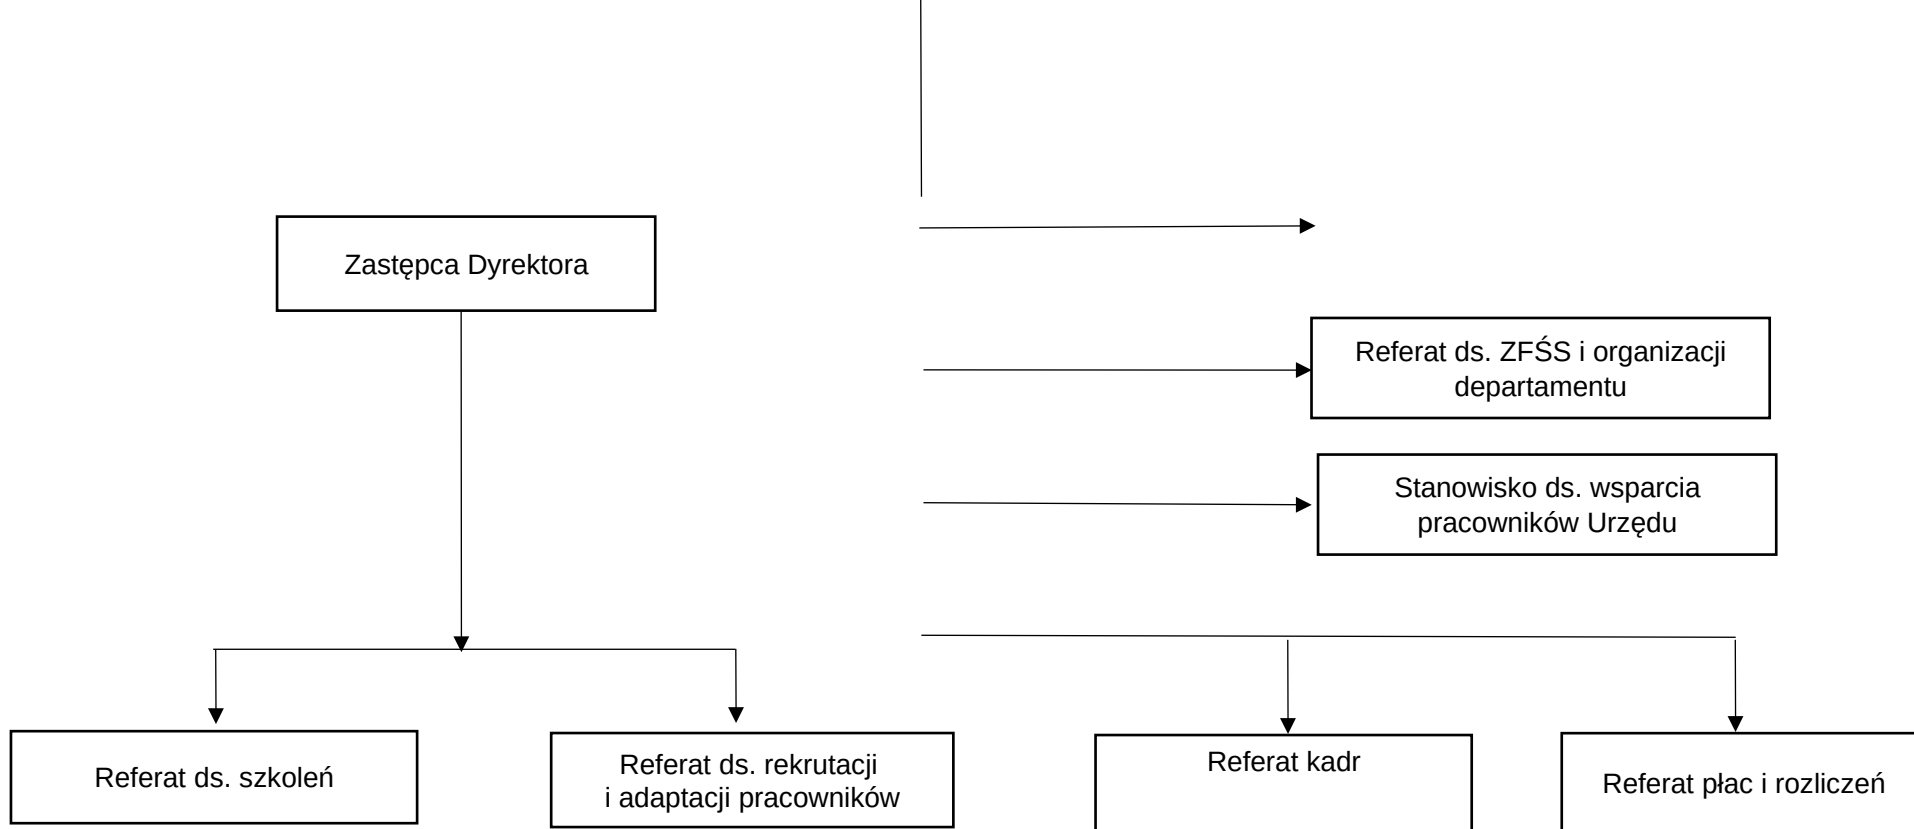 Zastępca Dyrektora
Referat ds. ZFŚS i organizacji
departamentu
Stanowisko ds. wsparcia
pracowników Urzędu
Referat ds. szkoleń
Referat ds. rekrutacji
i adaptacji pracowników
Referat kadr
Referat płac i rozliczeń